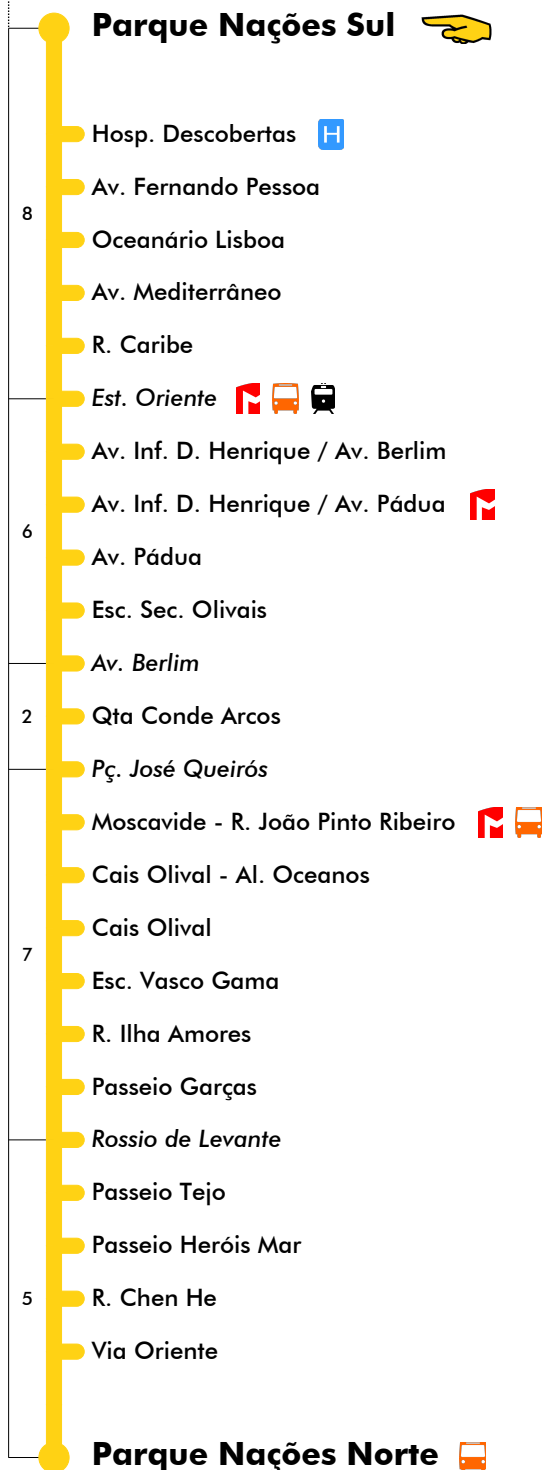 Parque Nações Sul
Hosp. Descobertas H
Av. Fernando Pessoa
8
Oceanário Lisboa
Av. Mediterrâneo
R. Caribe
Est. Oriente
Av. Inf. D. Henrique / Av. Berlim
Av. Inf. D. Henrique / Av. Pádua
6
Av. Pádua
Esc. Sec. Olivais
Av. Berlim
2 Qta Conde Arcos
Pç. José Queirós
Moscavide - R. João Pinto Ribeiro
Cais Olival - Al. Oceanos
Cais Olival
7
Esc. Vasco Gama
R. Ilha Amores
Passeio Garças
Rossio de Levante
Passeio Tejo
Passeio Heróis Mar
5 R. Chen He
Via Oriente
Parque Nações Norte